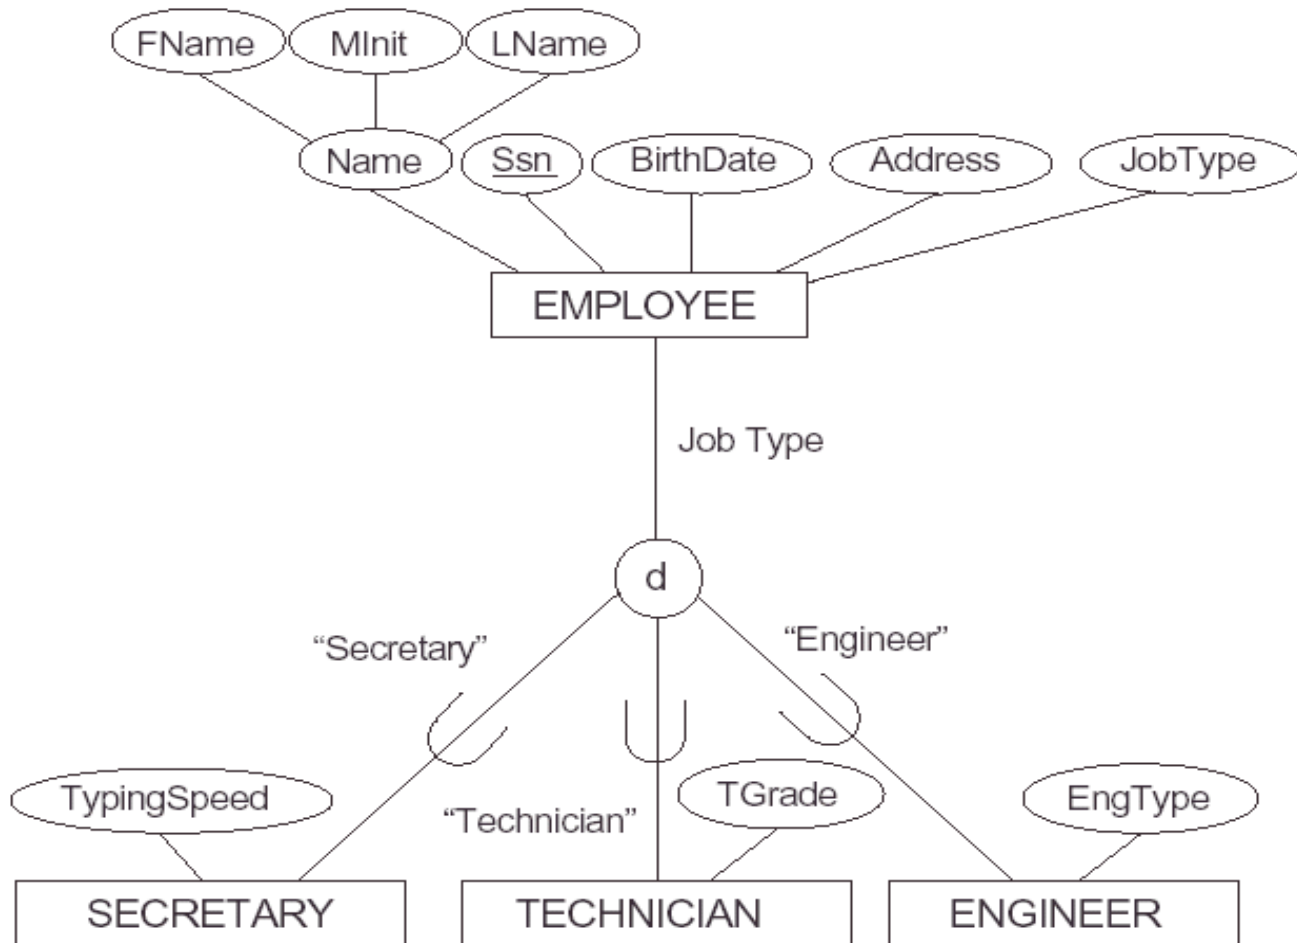 FName MInit LName
Name Ssn BirthDate Address JobType
EMPLOYEE
Job Type
d
“Secretary” “Engineer”
TypingSpeed “Technician” TGrade EngType
SECRETARY TECHNICIAN ENGINEER